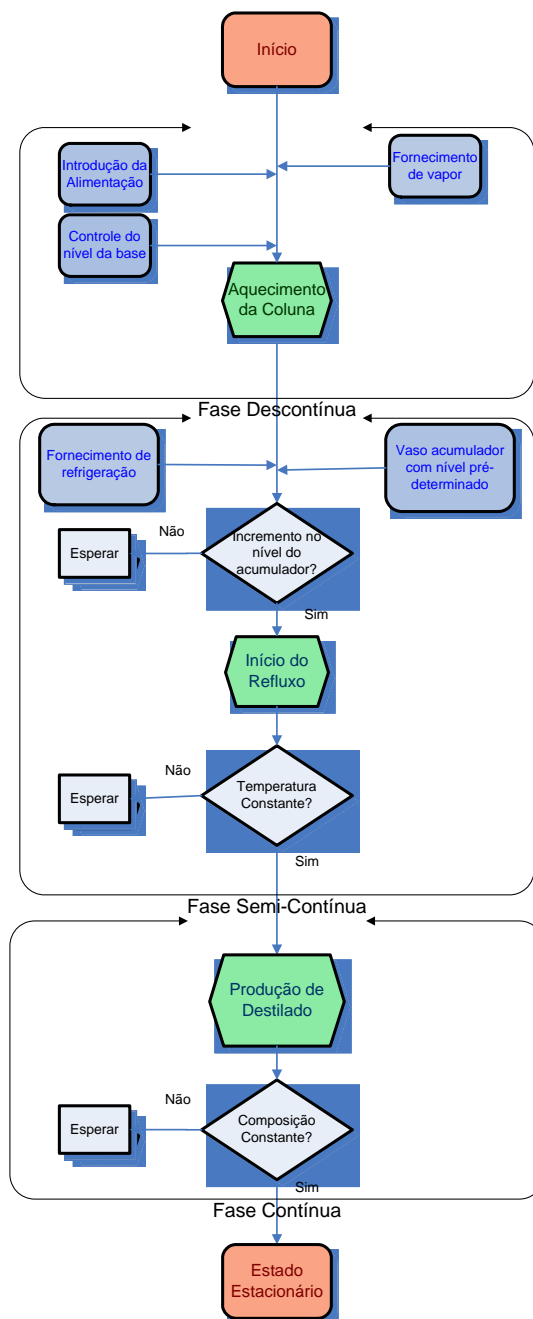 Início
Introdução da
Alimentação
Fornecimento
de vapor
Controle do
nível da base
Aquecimento
da Coluna
Fase Descontínua
Fornecimento de
refrigeração
Vaso acumulador
com nível pré-
determinado
Incremento no
nível do
acumulador?
Não
Esperar
Sim
Início do
Refluxo
Temperatura
Constante?
Não
Esperar
Sim
Fase Semi-Contínua
Produção de
Destilado
Composição
Constante?
Não
Esperar
Sim
Fase Contínua
Estado
Estacionário